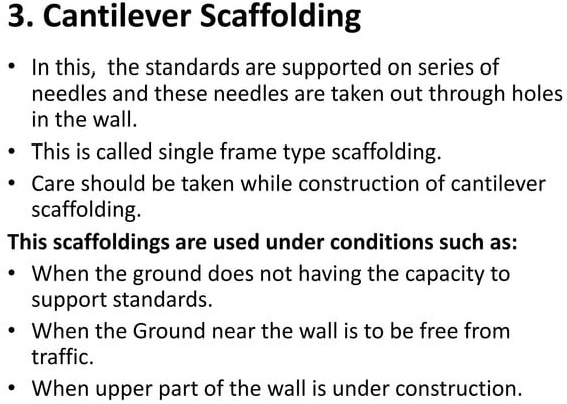 3. Cantilever Scaffolding
• In this,  the standards are supported on series of
needles and these needles are taken out through holes
in the wall.
• This is called single frame type scaffolding.
• Care should be taken while construction of cantilever
scaffolding.
This scaffoldings are used under conditions such as:
• When the ground does not having the capacity to
support standards.
• When the Ground near the wall is to be free from
traffic.
• When upper part of the wall is under construction.